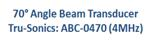 70° Angle Beam Transducer
Tru-Sonics: ABC-0470 (4MHz)